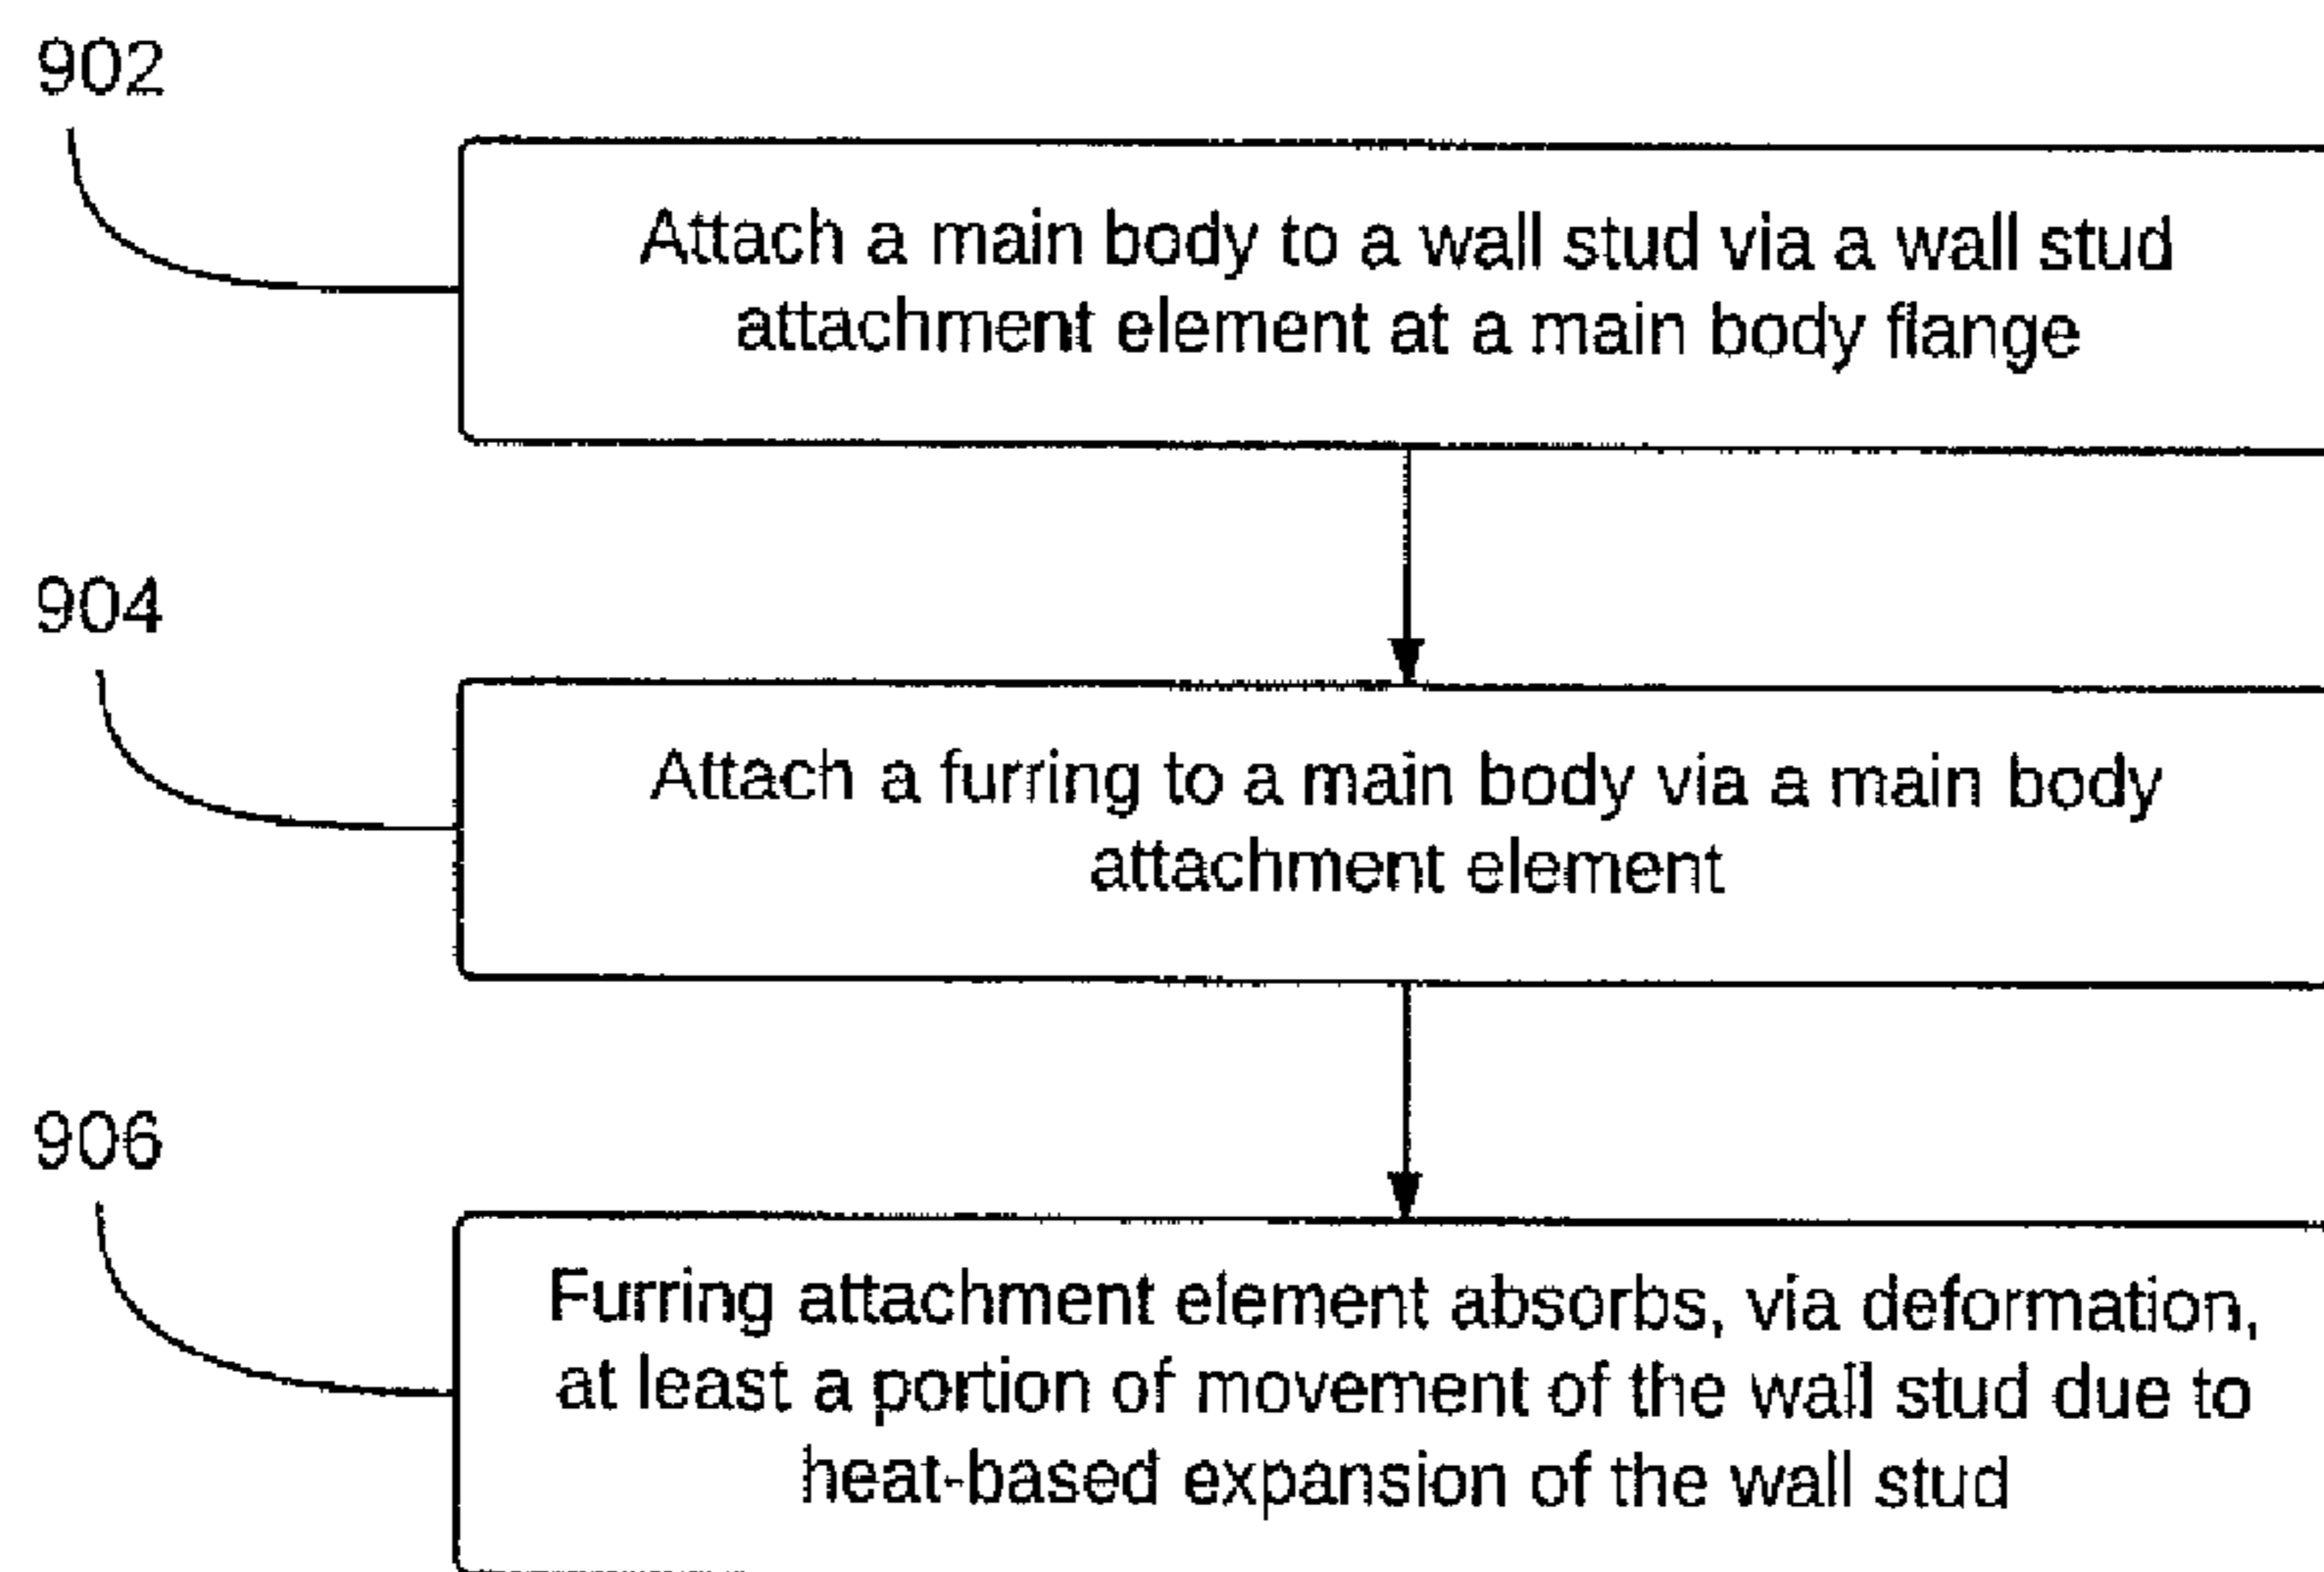 902
Attach a main body to a wall stud via a wall stud
attachment element at a main body flange
904
Attach a furring to a main body via a main body
attachment element
906
Furring attachment element absorbs, via deformation,
at least a portion of movement of the wall stud due to
heat-based expansion of the wall stud